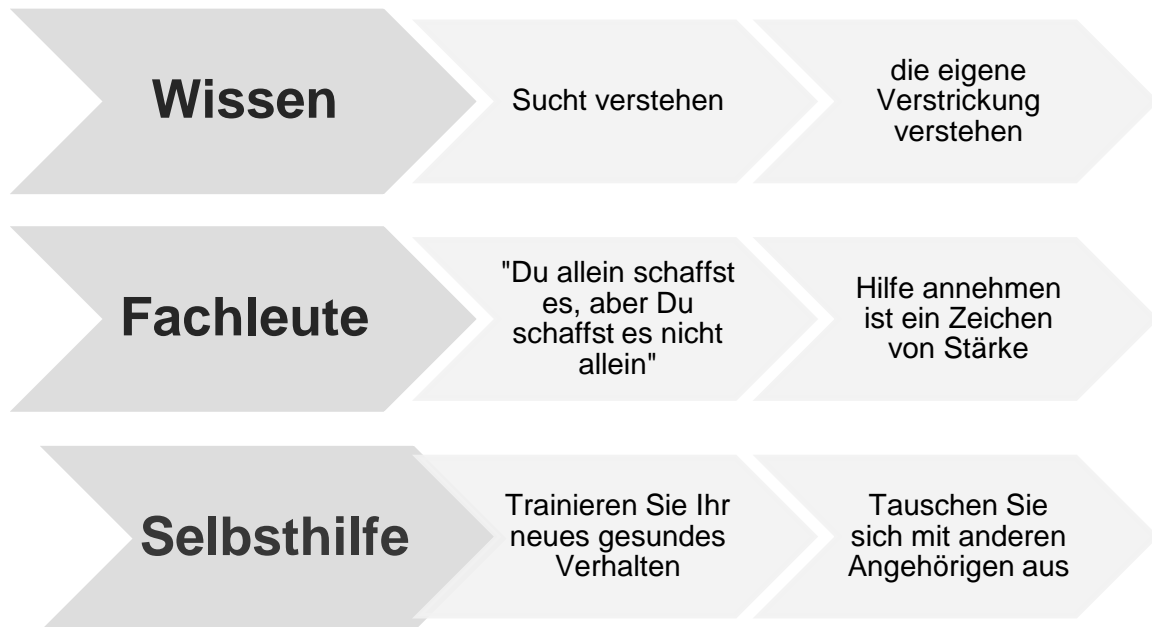 Wissen
Sucht verstehen
die eigene
Verstrickung
verstehen
Fachleute
"Du allein schaffst
es, aber Du
schaffst es nicht
allein"
Hilfe annehmen
ist ein Zeichen
von Stärke
Selbsthilfe
Trainieren Sie Ihr
neues gesundes
Verhalten
Tauschen Sie
sich mit anderen
Angehörigen aus